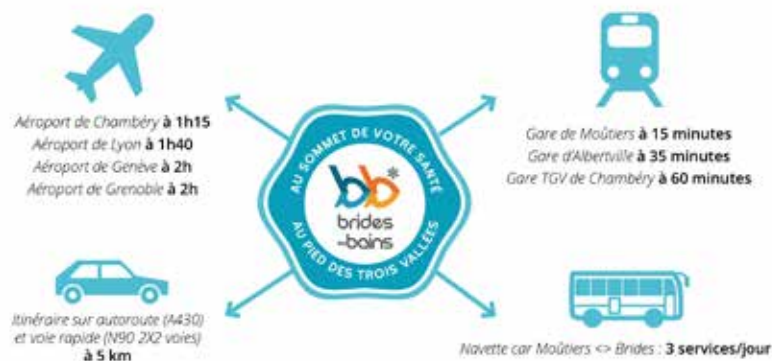 Aéroport de Chambéry à 1h15
Aéroport de Lyon à 1h40
Aéroport de Genève à 2h
Aéroport de Grenoble à 2h
Gare de Moûtiers à 15 minutes
Gare d'Albertville à 35 minutes
Gare TGV de Chambéry à 60 minutes
AU SOMMET DE VOTRE SANTÉ
bb*
brides
-les-
bains
AU PIED DES TROIS VALLÉES
Itinéraire sur autoroute (A430)
et voie rapide (N90 2X2 voies)
à 5 km
Navette car Moûtiers <> Brides : 3 services/jour